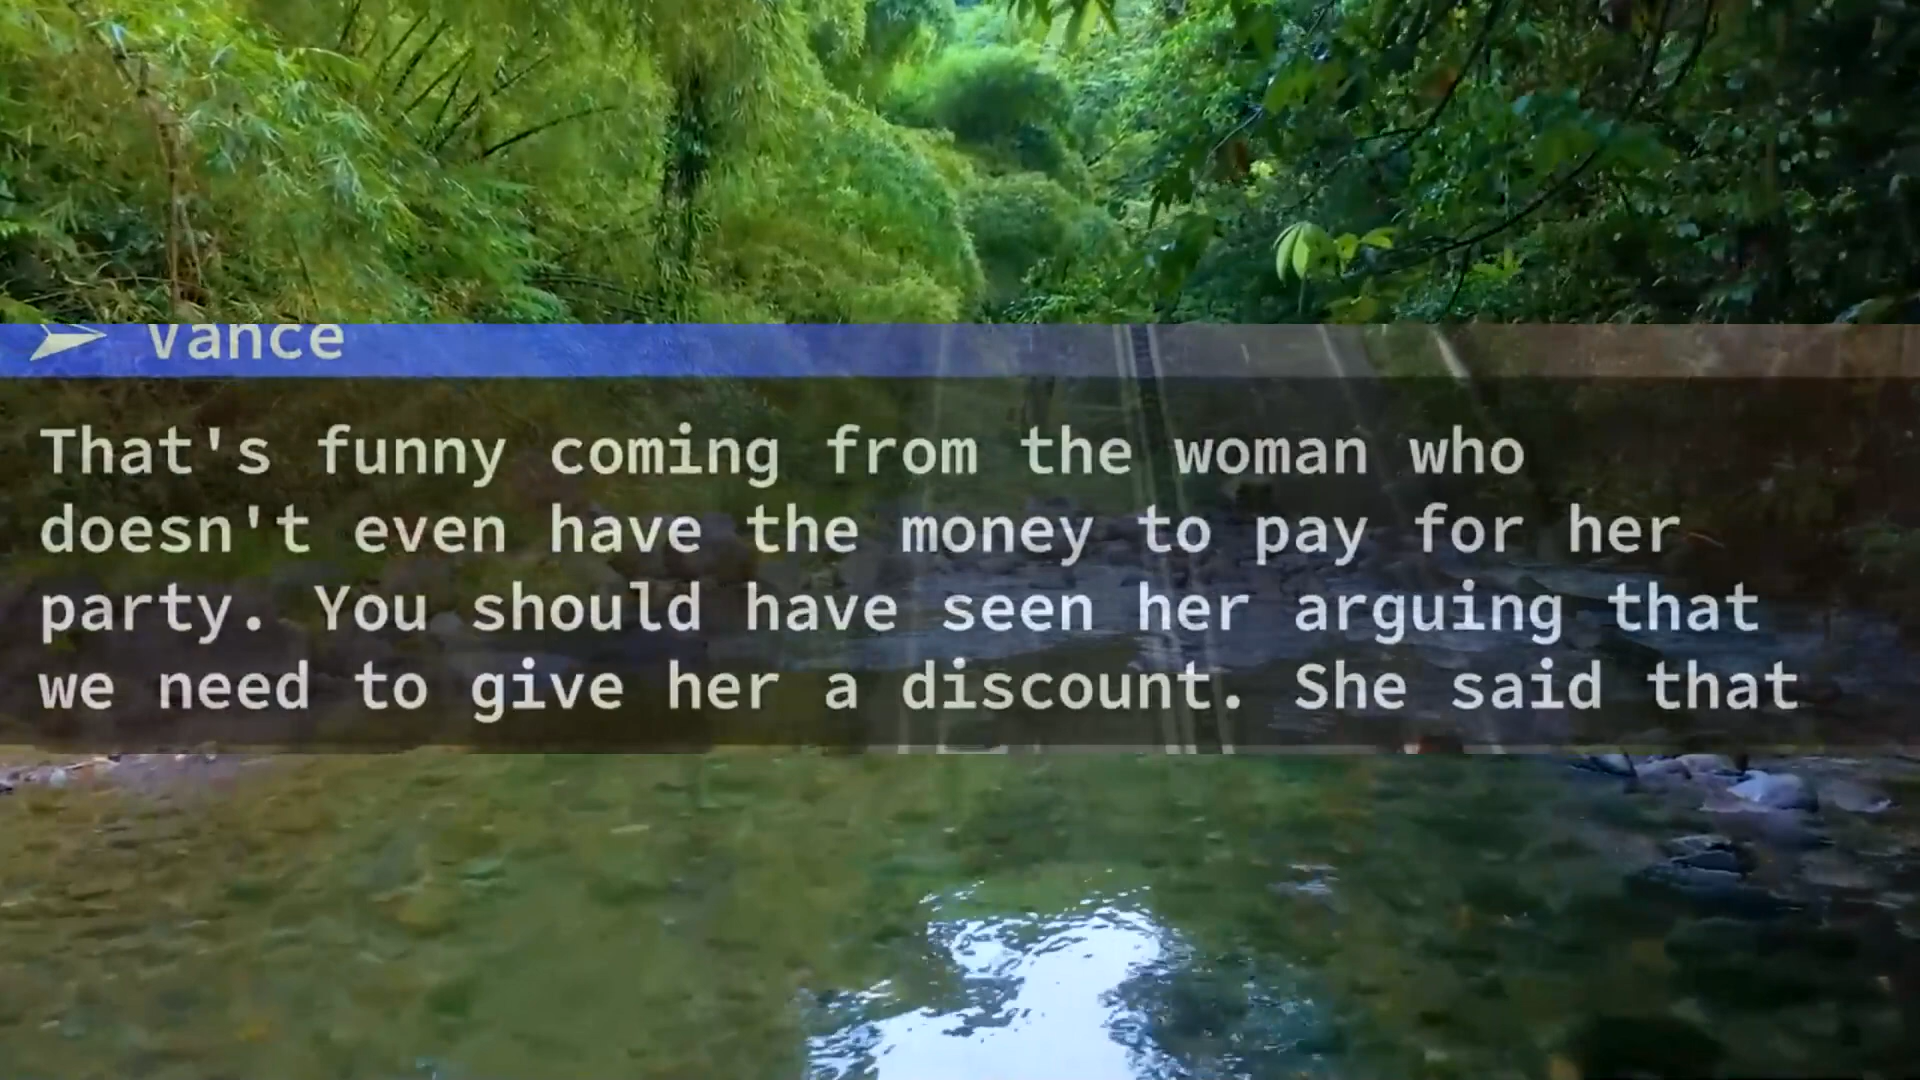 Vance
That's funny coming from the woman who
doesn't even have the money to pay for her
party. You should have seen her arguing that
we need to give her a discount. She said that